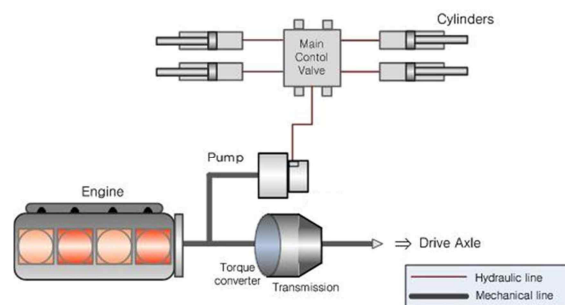 Cylinders
Main
Contol
Valve
Pump
Engine
Torque
converter
Transmission
⇒ Drive Axle
Hydraulic line
Mechanical line